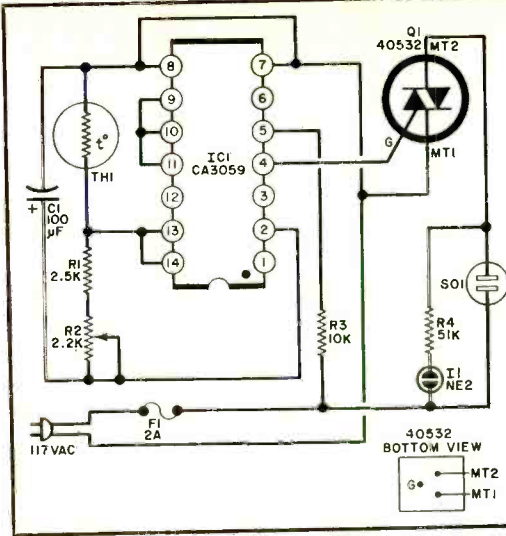 Q1
40532
MT2
8
7
9
6
10
5
11
IC1
CA3059
4
G
MT1
12
3
13
2
14
1
t°
TH1
+
C1
100
μF
R1
2.5K
R2
2.2K
R3
10K
R4
51K
SO1
I1
NE2
F1
2A
117VAC
40532
BOTTOM VIEW
G
MT2
MT1